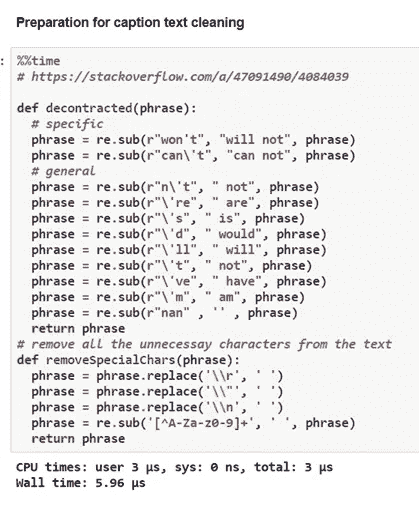 Preparation for caption text cleaning
: %%time
# https://stackoverflow.com/a/47091490/4084039
def decontracted(phrase):
# specific
phrase = re.sub(r"won't", "will not", phrase)
phrase = re.sub(r"can\'t", "can not", phrase)
# general
phrase = re.sub(r"n\'t", " not", phrase)
phrase = re.sub(r"\'re", " are", phrase)
phrase = re.sub(r"\'s", " is", phrase)
phrase = re.sub(r"\'d", " would", phrase)
phrase = re.sub(r"\'ll", " will", phrase)
phrase = re.sub(r"\'t", " not", phrase)
phrase = re.sub(r"\'ve", " have", phrase)
phrase = re.sub(r"\'m", " am", phrase)
phrase = re.sub(r"nan" , '' , phrase)
return phrase
# remove all the unnecessay characters from the text
def removeSpecialChars(phrase):
phrase = phrase.replace('\\r', ' ')
phrase = phrase.replace('\\"', ' ')
phrase = phrase.replace('\\n', ' ')
phrase = re.sub('[^A-Za-z0-9]+', ' ', phrase)
return phrase
CPU times: user 3 µs, sys: 0 ns, total: 3 µs
Wall time: 5.96 µs